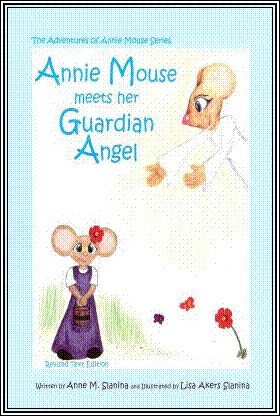 The Adventures of Annie Mouse Series
Annie Mouse
meets her
Guardian
Angel
Revised Text Edition
Written by Anne M. Slanina and Illustrated by Lisa Akers Slanina